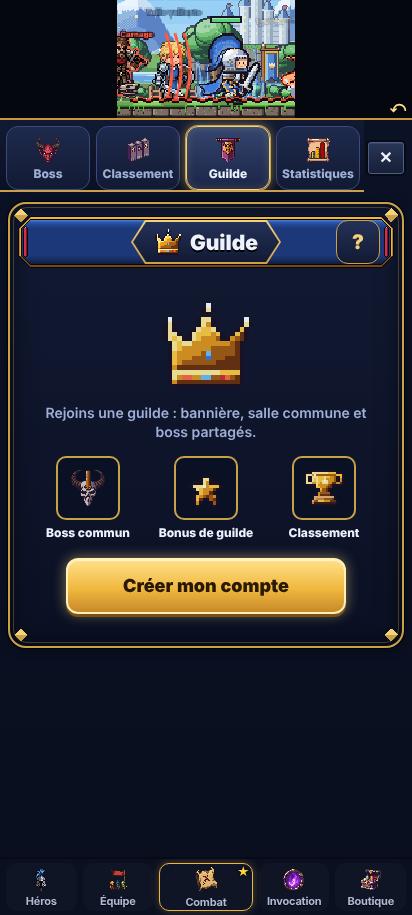 Carnage
Boss
Classement
Guilde
Statistiques
×
Guilde
?
Rejoins une guilde : bannière, salle commune et
boss partagés.
Boss commun
Bonus de guilde
Classement
Créer mon compte
Héros
Équipe
Combat
Invocation
Boutique